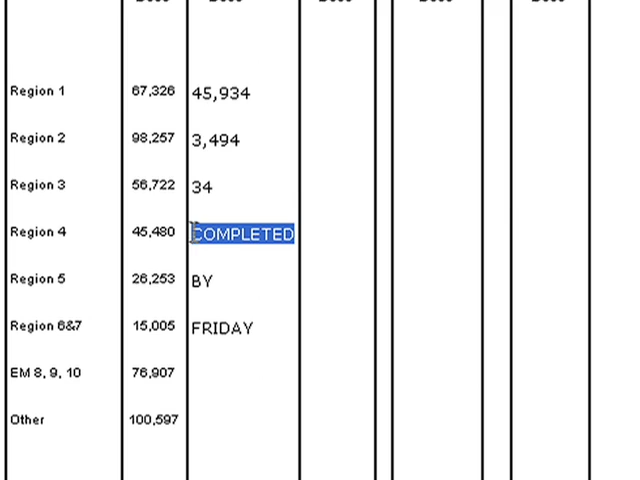 Region 1 67,326 45,934
Region 2 98,257 3,494
Region 3 56,722 34
Region 4 45,480 COMPLETED
Region 5 26,253 BY
Region 6&7 15,005 FRIDAY
EM 8, 9, 10 76,907
Other 100,597